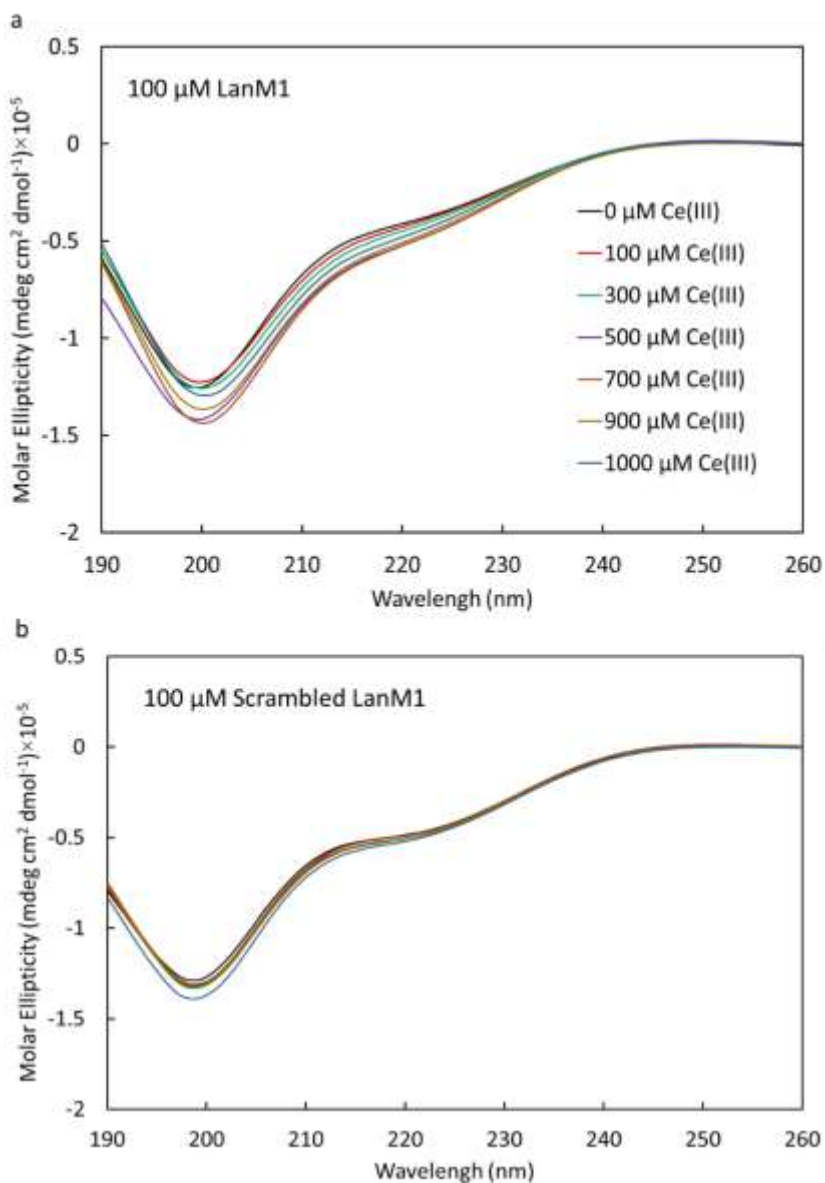 a
0.5
100 µM LanM1
0
0 µM Ce(III)
-0.5
100 µM Ce(III)
300 µM Ce(III)
-1
500 µM Ce(III)
700 µM Ce(III)
-1.5
900 µM Ce(III)
1000 µM Ce(III)
-2
190 200 210 220 230 240 250 260
Molar Ellipticity (mdeg cm² dmol⁻¹)×10⁻⁵
Wavelengh (nm)
b
0.5
100 µM Scrambled LanM1
0
-0.5
-1
-1.5
-2
190 200 210 220 230 240 250 260
Molar Ellipticity (mdeg cm² dmol⁻¹)×10⁻⁵
Wavelengh (nm)